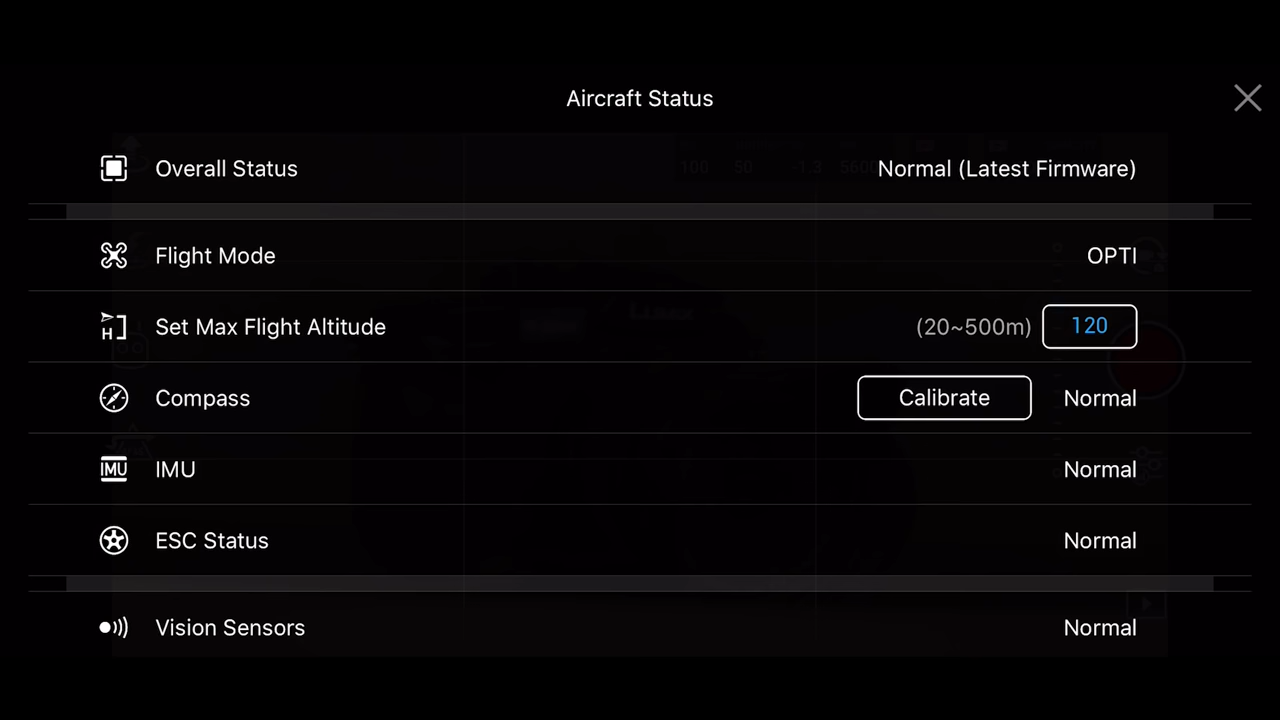 Aircraft Status
Overall Status Normal (Latest Firmware)
Flight Mode OPTI
Set Max Flight Altitude (20~500m) 120
Compass Calibrate Normal
IMU IMU Normal
ESC Status Normal
Vision Sensors Normal